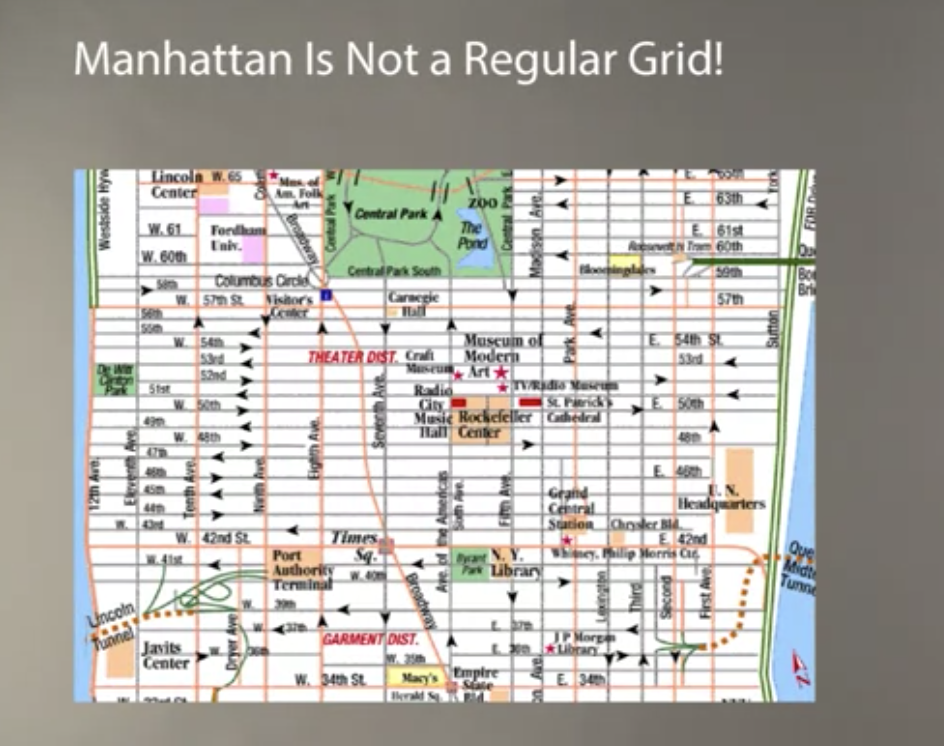 Manhattan Is Not a Regular Grid!
Lincoln
Center
W. 65
Mus. of
Am. Folk
Art
Westside Hyw
Central Park
ZOO
Central Park
The
Pond
Madison Ave.
E. 65th
E. 63th
York
W. 61
Fordham
Univ.
Broadway
Central Park
E. 61st
Roosevelt Tram 60th
W. 60th
Central Park South
Bloomingdales
59th
Columbus Circle
58th
W. 57th St.
Visitor's
Center
Carnegie
Hall
57th
56th
55th
W. 54th
53rd
52nd
THEATER DIST.
Craft
Museum
Museum of
Modern
Art
Park Ave.
E. 54th St.
53rd
Sutton
De Witt
Clinton
Park
51st
W. 50th
Seventh Ave.
Radio
City
Music
Hall
TV/Radio Museum
St. Patrick's
Cathedral
Rockefeller
Center
E. 50th
49th
W. 48th
48th
47th
46th
45th
44th
W. 43rd
12th Ave.
Eleventh Ave.
Tenth Ave.
Ninth Ave.
Eighth Ave.
Ave. of the Americas
Sixth Ave.
Fifth Ave.
E. 46th
U. N.
Headquarters
Grand
Central
Station
Chrysler Bld.
W. 42nd St.
Times
Sq.
E. 42nd
Whitney, Philip Morris Ctr.
W. 41st
Port
Authority
Terminal
W. 40th
Bryant
Park
N. Y.
Library
Broadway
Lexington
Third
Second
First Ave.
Lincoln
Tunnel
W. 39th
W. 37th
GARMENT DIST.
E. 37th
Javits
Center
Dryer Ave
W. 36th
E. 36th
J P Morgan
Library
W. 35th
W. 34th St.
Macy's
Empire
State
Bld.
E. 34th
Herald Sq.